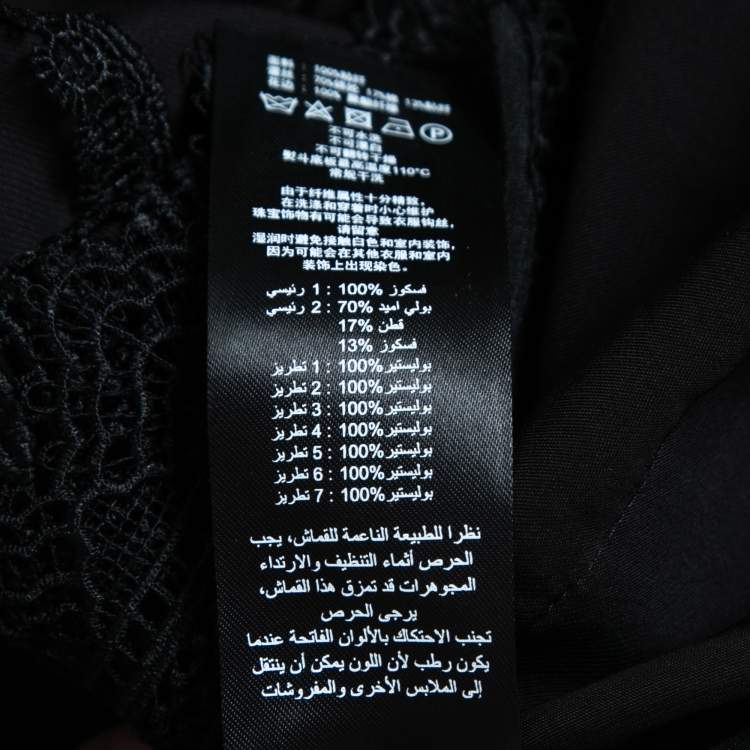 面料 : 100%粘纤
不可水洗
不可漂白
不可翻转干燥
熨斗底板最高温度110°C
常规干洗
由于纤维属性十分精致,
在洗涤和穿着时小心维护
珠宝饰物有可能会导致衣服钩丝,
请留意
湿润时避免接触白色和室内装饰,
因为可能会在其他衣服和室内
装饰上出现染色。
فسكوز %100 : 1 رئيسي
بولي اميد %70 : 2 رئيسي
قطن %17
فسكوز %13
بوليستير %100 : 1 تطريز
بوليستير %100 : 2 تطريز
بوليستير %100 : 3 تطريز
بوليستير %100 : 4 تطريز
بوليستير %100 : 5 تطريز
بوليستير %100 : 6 تطريز
بوليستير %100 : 7 تطريز
نظرا للطبيعة الناعمة للقماش، يجب
الحرص أثماء التنظيف والارتداء
المجوهرات قد تمزق هذا القماش،
يرجى الحرص
تجنب الاحتكاك بالألوان الفاتحة عندما
يكون رطب لأن اللون يمكن أن ينتقل
إلى الملابس الأخرى والمفروشات